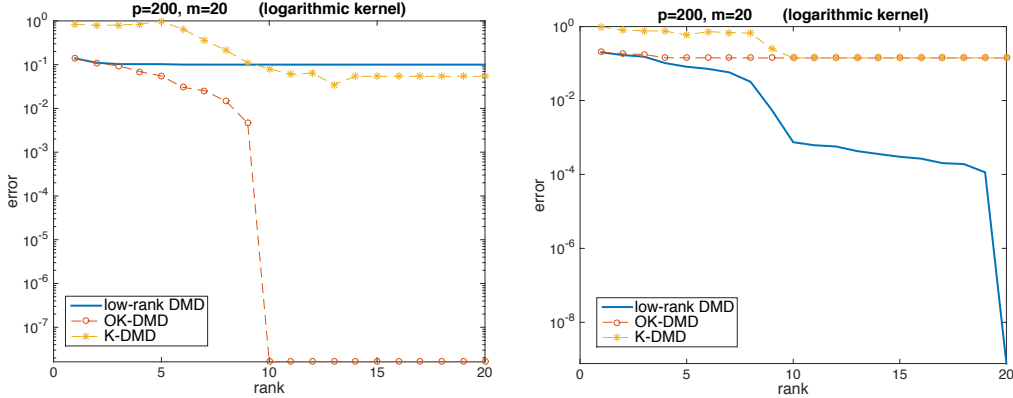 p=200, m=20 (logarithmic kernel)
10^0
10^-1
10^-2
10^-3
10^-4
10^-5
10^-6
10^-7
error
low-rank DMD
OK-DMD
K-DMD
0 5 10 15 20
rank
p=200, m=20 (logarithmic kernel)
10^0
10^-2
10^-4
10^-6
10^-8
error
low-rank DMD
OK-DMD
K-DMD
0 5 10 15 20
rank